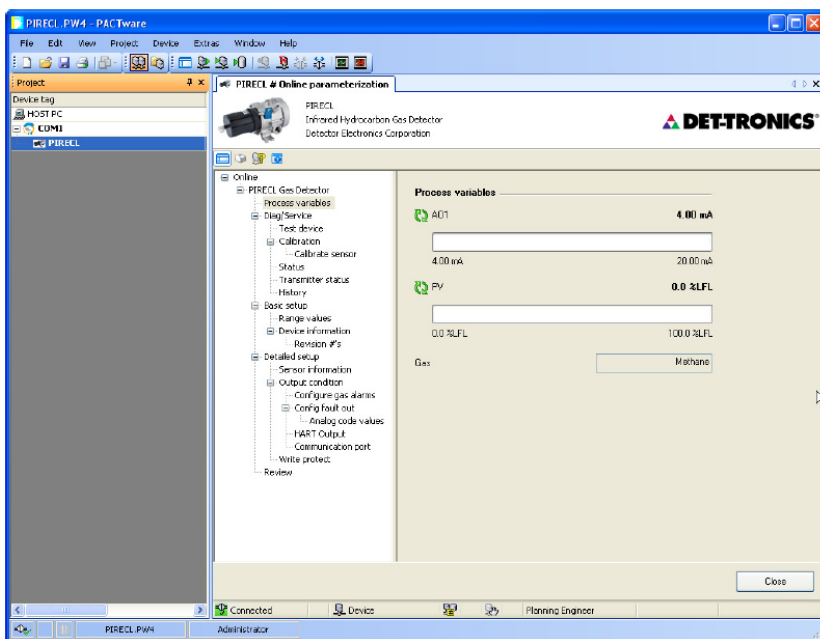 PIRECL.PW4 - PACTware
File Edit View Project Device Extras Window Help
Project
Device tag
HOST PC
COM1
PIRECL
PIRECL # Online parameterization
PIRECL
Infrared Hydrocarbon Gas Detector
Detector Electronics Corporation
DET-TRONICS®
Online
PIRECL Gas Detector
Process variables
Diag/Service
Test device
Calibration
Calibrate sensor
Status
Transmitter status
History
Basic setup
Range values
Device information
Revision #'s
Detailed setup
Sensor information
Output condition
Configure gas alarms
Config fault out
Analog code values
HART Output
Communication port
Write protect
Review
Process variables
AO1 4.00 mA
4.00 mA 20.00 mA
PV 0.0 %LFL
0.0 %LFL 100.0 %LFL
Gas Methane
Close
Connected Device Planning Engineer
PIRECL.PW4 Administrator